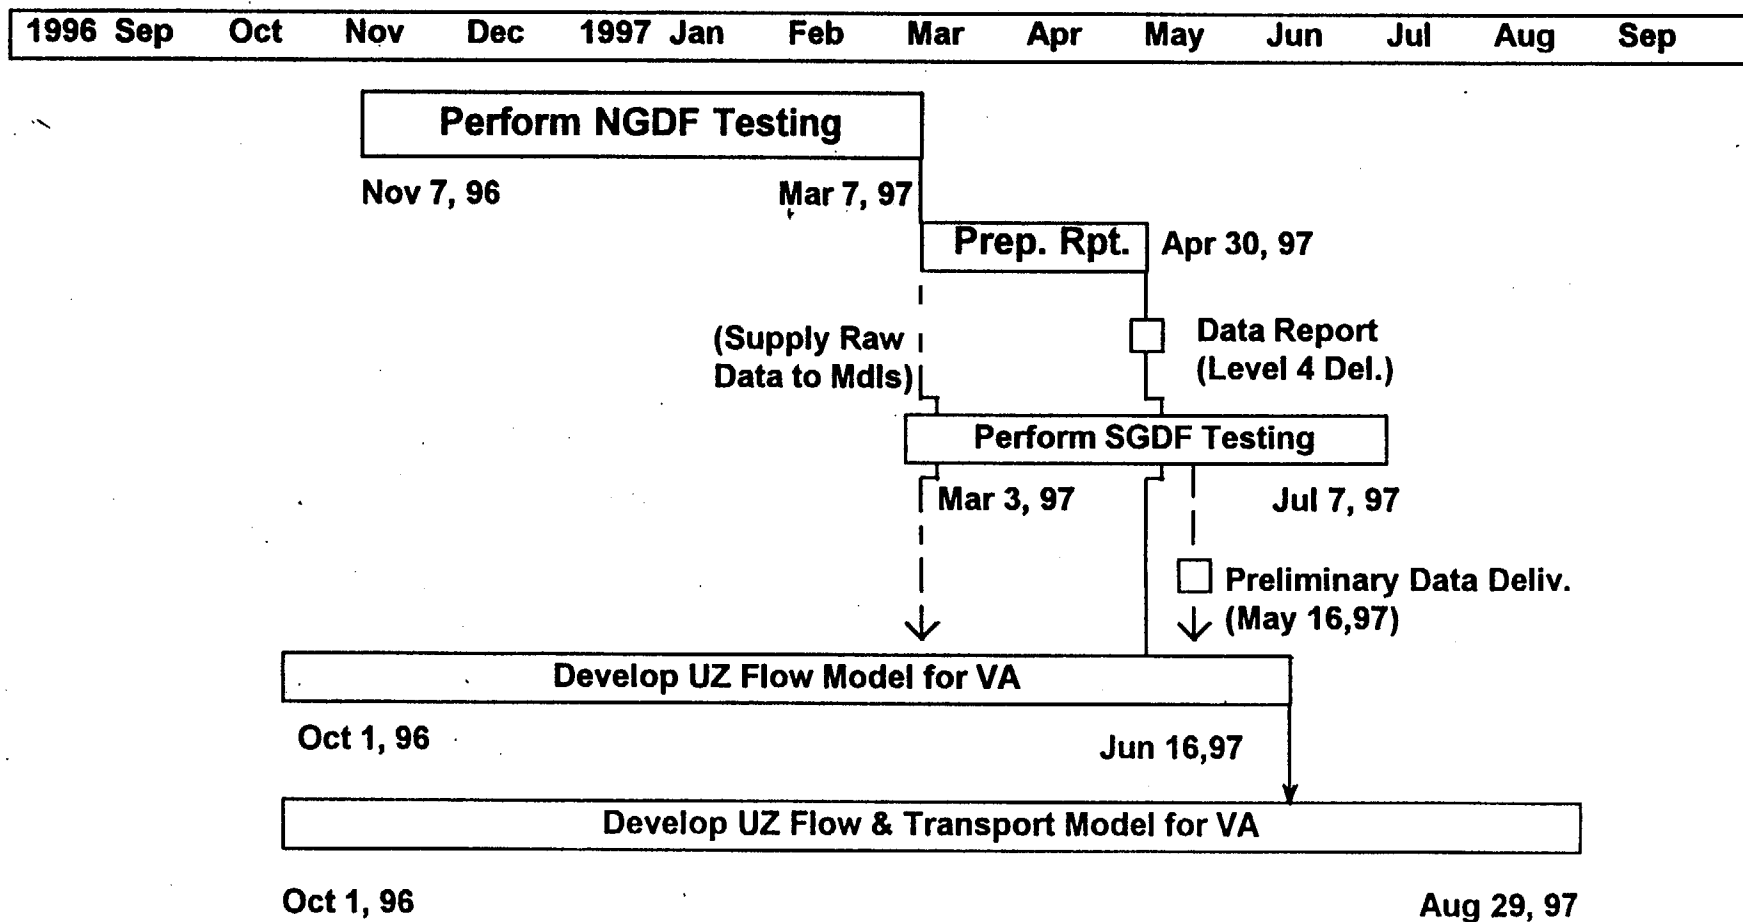 1996 Sep Oct Nov Dec 1997 Jan Feb Mar Apr May Jun Jul Aug Sep
Perform NGDF Testing
Nov 7, 96 Mar 7, 97
Prep. Rpt. Apr 30, 97
(Supply Raw
Data to Mdls)
Data Report
(Level 4 Del.)
Perform SGDF Testing
Mar 3, 97 Jul 7, 97
Preliminary Data Deliv.
(May 16,97)
Develop UZ Flow Model for VA
Oct 1, 96 Jun 16,97
Develop UZ Flow & Transport Model for VA
Oct 1, 96 Aug 29, 97